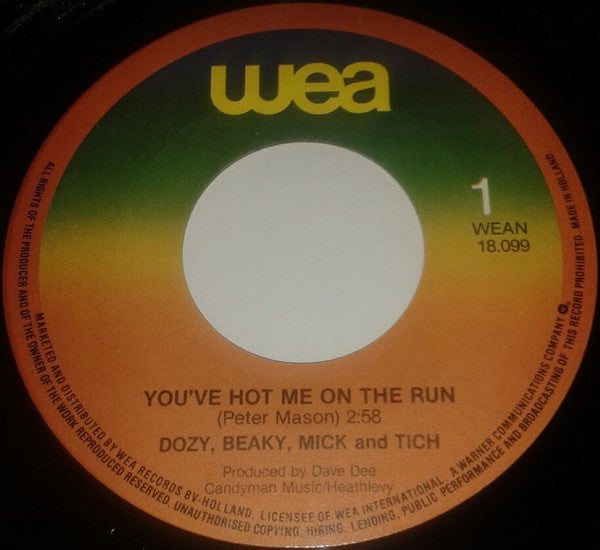 wea
1
WEAN
18.099
YOU'VE HOT ME ON THE RUN
(Peter Mason) 2:58
DOZY, BEAKY, MICK and TICH
Produced by Dave Dee
Candyman Music/Heathlevy
ALL RIGHTS OF THE PRODUCER AND OF THE OWNER OF THE WORK REPRODUCED RESERVED. UNAUTHORISED COPYING, HIRING, LENDING, PUBLIC PERFORMANCE AND BROADCASTING OF THIS RECORD PROHIBITED. MADE IN HOLLAND.
MARKETED AND DISTRIBUTED BY WEA RECORDS BV-HOLLAND. LICENSEE OF WEA INTERNATIONAL. A WARNER COMMUNICATIONS COMPANY